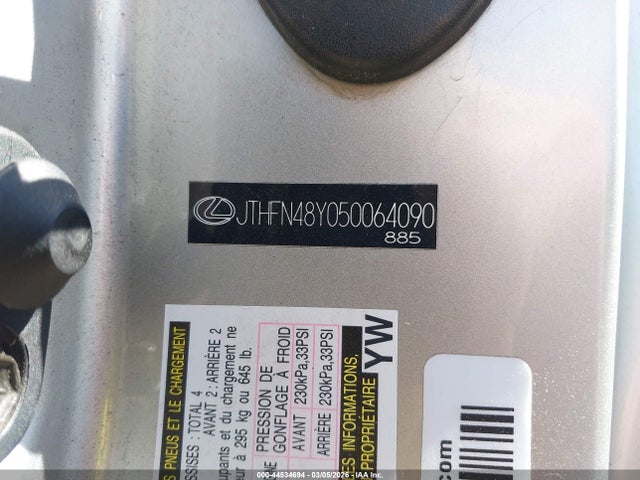 JTHFN48Y050064090
885
S PNEUS ET LE CHARGEMENT
SSISES : TOTAL 4
AVANT 2 : ARRIÈRE 2
upants et du chargement ne
eur à 295 kg ou 645 lb.
NE
PRESSION DE
GONFLAGE À FROID
AVANT 230kPa,33PSI
ARRIÈRE 230kPa,33PSI
ES INFORMATIONS,
PROPRIÉTAIRE
YW
.com
000-44534694 - 03/05/2026 - IAA Inc.